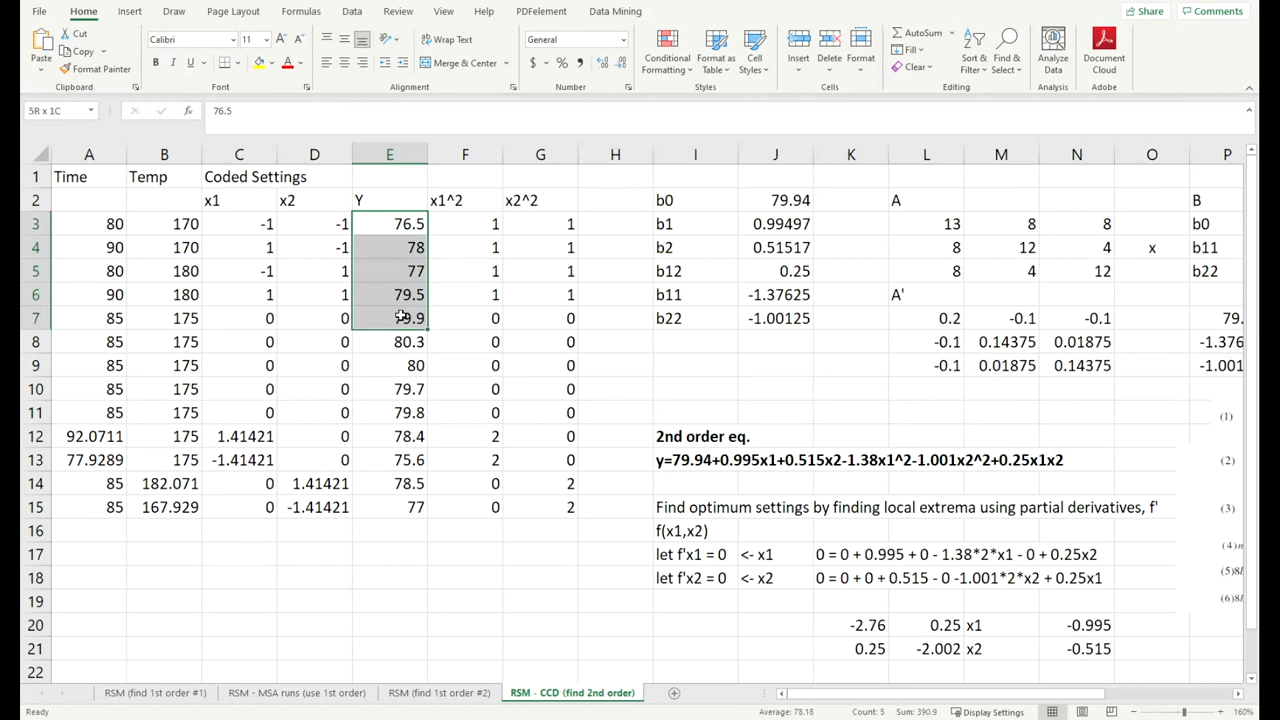 File Home Insert Draw Page Layout Formulas Data Review View Help PDFelement Data Mining Share Comments
Cut
Copy
Format Painter
Paste
Calibri 11
B I U
Wrap Text
Merge & Center
General
$ % 9
Conditional Formatting
Format as Table
Cell Styles
Insert Delete Format
AutoSum
Fill
Clear
Sort & Filter
Find & Select
Analyze Data
Document Cloud
Clipboard Font Alignment Number Styles Cells Editing Analysis Adobe
5R x 1C fx 76.5
A B C D E F G H I J K L M N O P
1 Time Temp Coded Settings
2 x1 x2 Y x1^2 x2^2 b0 79.94 A B
3 80 170 -1 -1 76.5 1 1 b1 0.99497 13 8 8 b0
4 90 170 1 -1 78 1 1 b2 0.51517 8 12 4 x b11
5 80 180 -1 1 77 1 1 b12 0.25 8 4 12 b22
6 90 180 1 1 79.5 1 1 b11 -1.37625 A'
7 85 175 0 0 79.9 0 0 b22 -1.00125 0.2 -0.1 -0.1 79.
8 85 175 0 0 80.3 0 0 -0.1 0.14375 0.01875 -1.376
9 85 175 0 0 80 0 0 -0.1 0.01875 0.14375 -1.001
10 85 175 0 0 79.7 0 0
11 85 175 0 0 79.8 0 0 (1)
12 92.0711 175 1.41421 0 78.4 2 0 2nd order eq.
13 77.9289 175 -1.41421 0 75.6 2 0 y=79.94+0.995x1+0.515x2-1.38x1^2-1.001x2^2+0.25x1x2 (2)
14 85 182.071 0 1.41421 78.5 0 2
15 85 167.929 0 -1.41421 77 0 2 Find optimum settings by finding local extrema using partial derivatives, f' (3)
16 f(x1,x2)
17 let f'x1 = 0 <- x1 0 = 0 + 0.995 + 0 - 1.38*2*x1 - 0 + 0.25x2 (4)
18 let f'x2 = 0 <- x2 0 = 0 + 0 + 0.515 - 0 -1.001*2*x2 + 0.25x1 (5)8
19 (6)8
20 -2.76 0.25 x1 -0.995
21 0.25 -2.002 x2 -0.515
22
RSM (find 1st order #1) RSM - MSA runs (use 1st order) RSM (find 1st order #2) RSM - CCD (find 2nd order)
Ready Average: 78.18 Count: 5 Sum: 390.9 Display Settings 160%